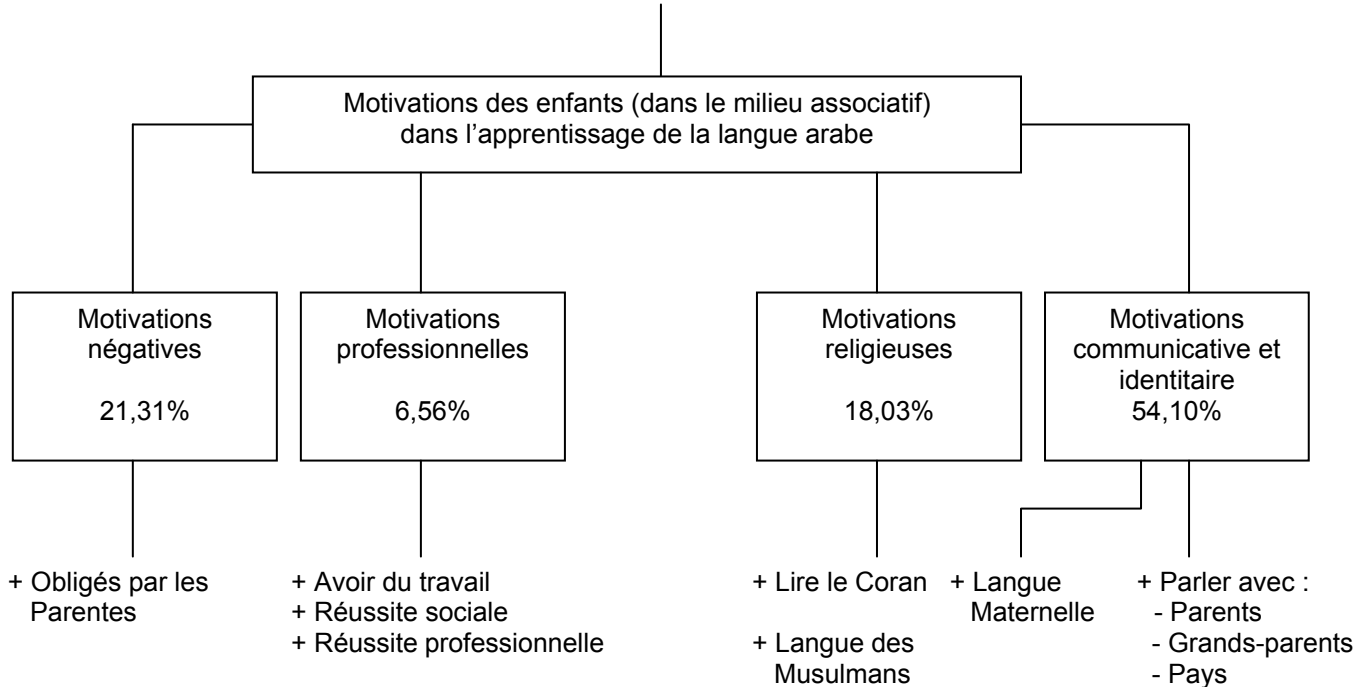 Motivations des enfants (dans le milieu associatif)
dans l’apprentissage de la langue arabe
Motivations
négatives
21,31%
Motivations
professionnelles
6,56%
Motivations
religieuses
18,03%
Motivations
communicative et
identitaire
54,10%
+ Obligés par les
Parentes
+ Avoir du travail
+ Réussite sociale
+ Réussite professionnelle
+ Lire le Coran
+ Langue des
Musulmans
+ Langue
Maternelle
+ Parler avec :
- Parents
- Grands-parents
- Pays